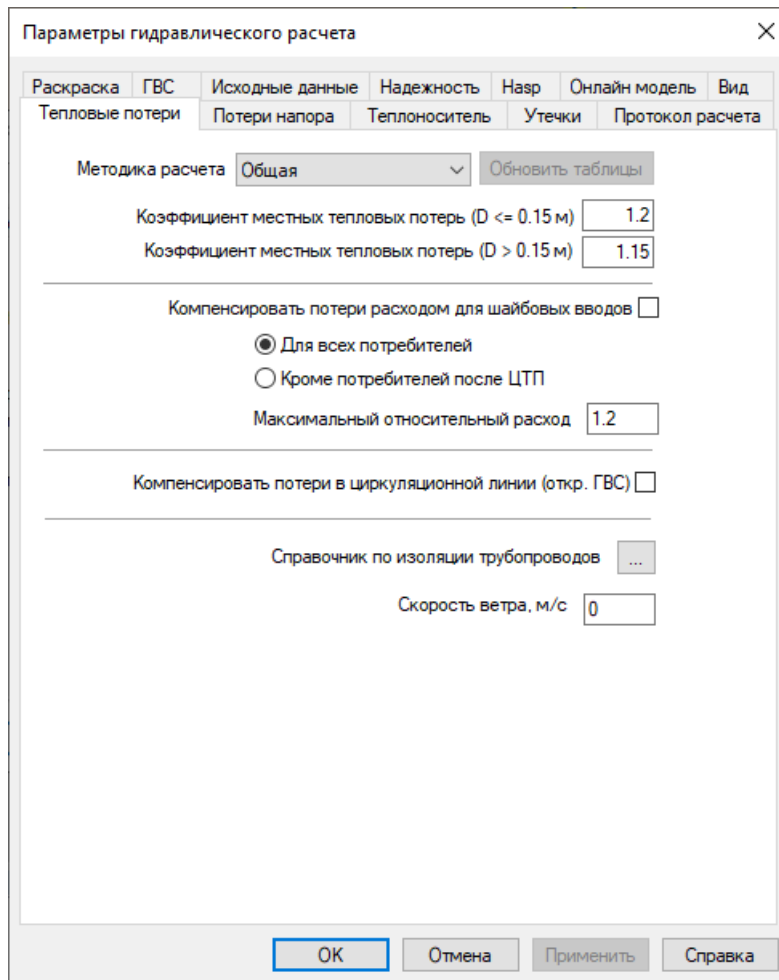 Параметры гидравлического расчета
Раскраска ГВС Исходные данные Надежность Hasp Онлайн модель Вид
Тепловые потери Потери напора Теплоноситель Утечки Протокол расчета
Методика расчета Общая Обновить таблицы
Коэффициент местных тепловых потерь (D <= 0.15 м) 1.2
Коэффициент местных тепловых потерь (D > 0.15 м) 1.15
Компенсировать потери расходом для шайбовых вводов
Для всех потребителей
Кроме потребителей после ЦТП
Максимальный относительный расход 1.2
Компенсировать потери в циркуляционной линии (откр. ГВС)
Справочник по изоляции трубопроводов ...
Скорость ветра, м/с 0
OK Отмена Применить Справка